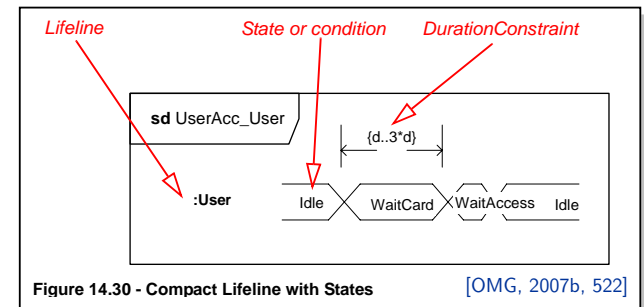 Lifeline State or condition DurationConstraint
sd UserAcc_User
{d..3*d}
:User Idle WaitCard WaitAccess Idle
Figure 14.30 - Compact Lifeline with States [OMG, 2007b, 522]